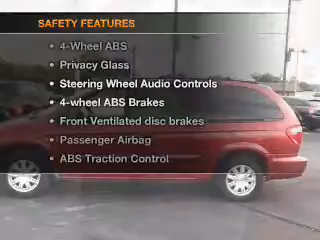 SAFETY FEATURES
• 4-Wheel ABS
• Privacy Glass
• Steering Wheel Audio Controls
• 4-wheel ABS Brakes
• Front Ventilated disc brakes
• Passenger Airbag
• ABS Traction Control